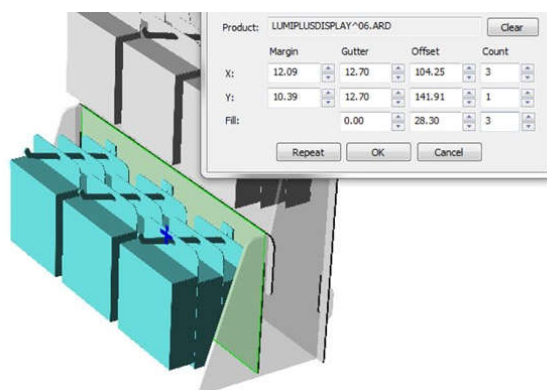 Product: LUMIPLUSDISPLAY^06.ARD Clear
Margin Gutter Offset Count
X: 12.09 12.70 104.25 3
Y: 10.39 12.70 141.91 1
Fill: 0.00 28.30 3
Repeat OK Cancel